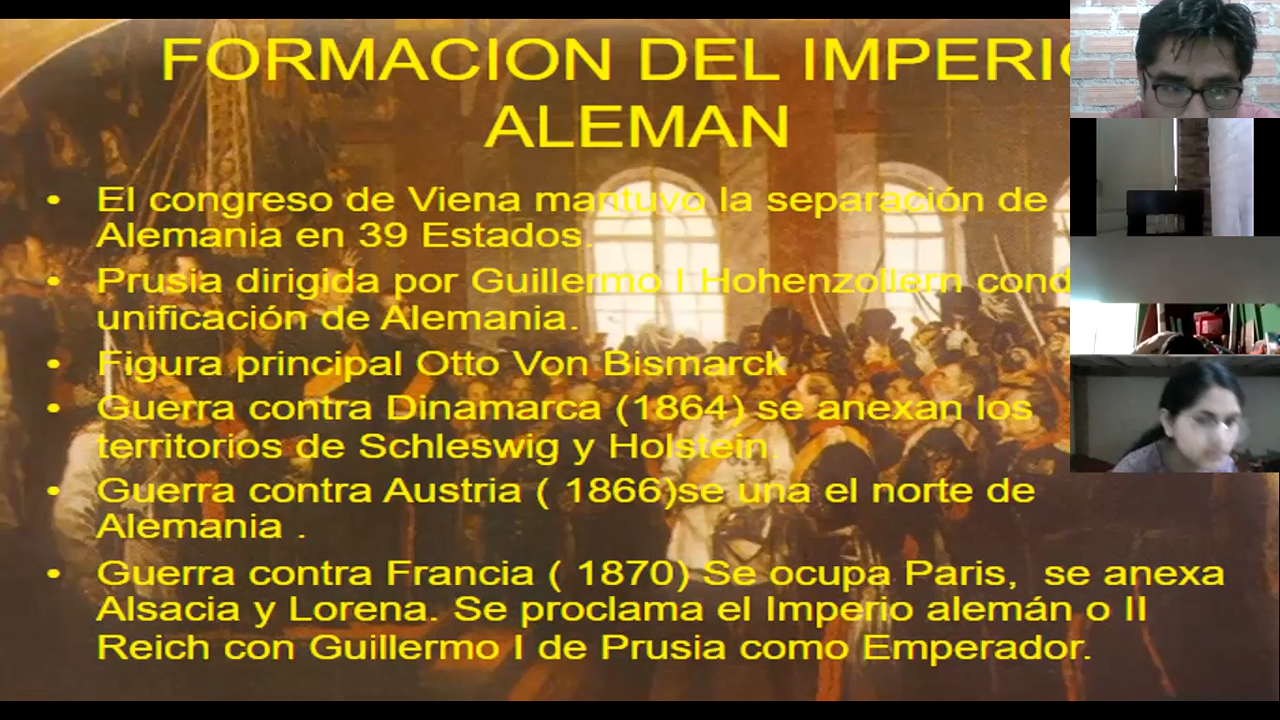 FORMACION DEL IMPERI
ALEMAN
• El congreso de Viena mantuvo la separación de
Alemania en 39 Estados.
• Prusia dirigida por Guillermo I Hohenzollern cond
unificación de Alemania.
• Figura principal Otto Von Bismarck
• Guerra contra Dinamarca (1864) se anexan los
territorios de Schleswig y Holstein.
• Guerra contra Austria ( 1866)se una el norte de
Alemania .
• Guerra contra Francia ( 1870) Se ocupa Paris, se anexa
Alsacia y Lorena. Se proclama el Imperio alemán o II
Reich con Guillermo I de Prusia como Emperador.